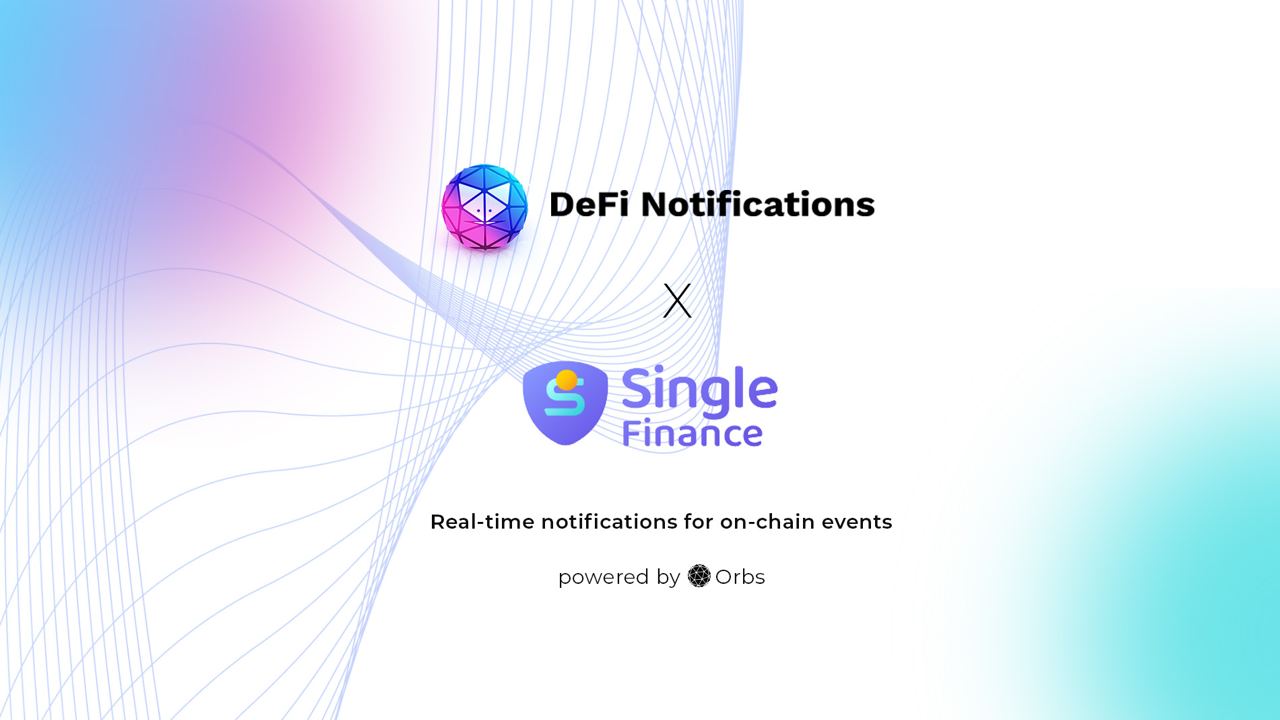 DeFi Notifications
X
Single
Finance
Real-time notifications for on-chain events
powered by Orbs